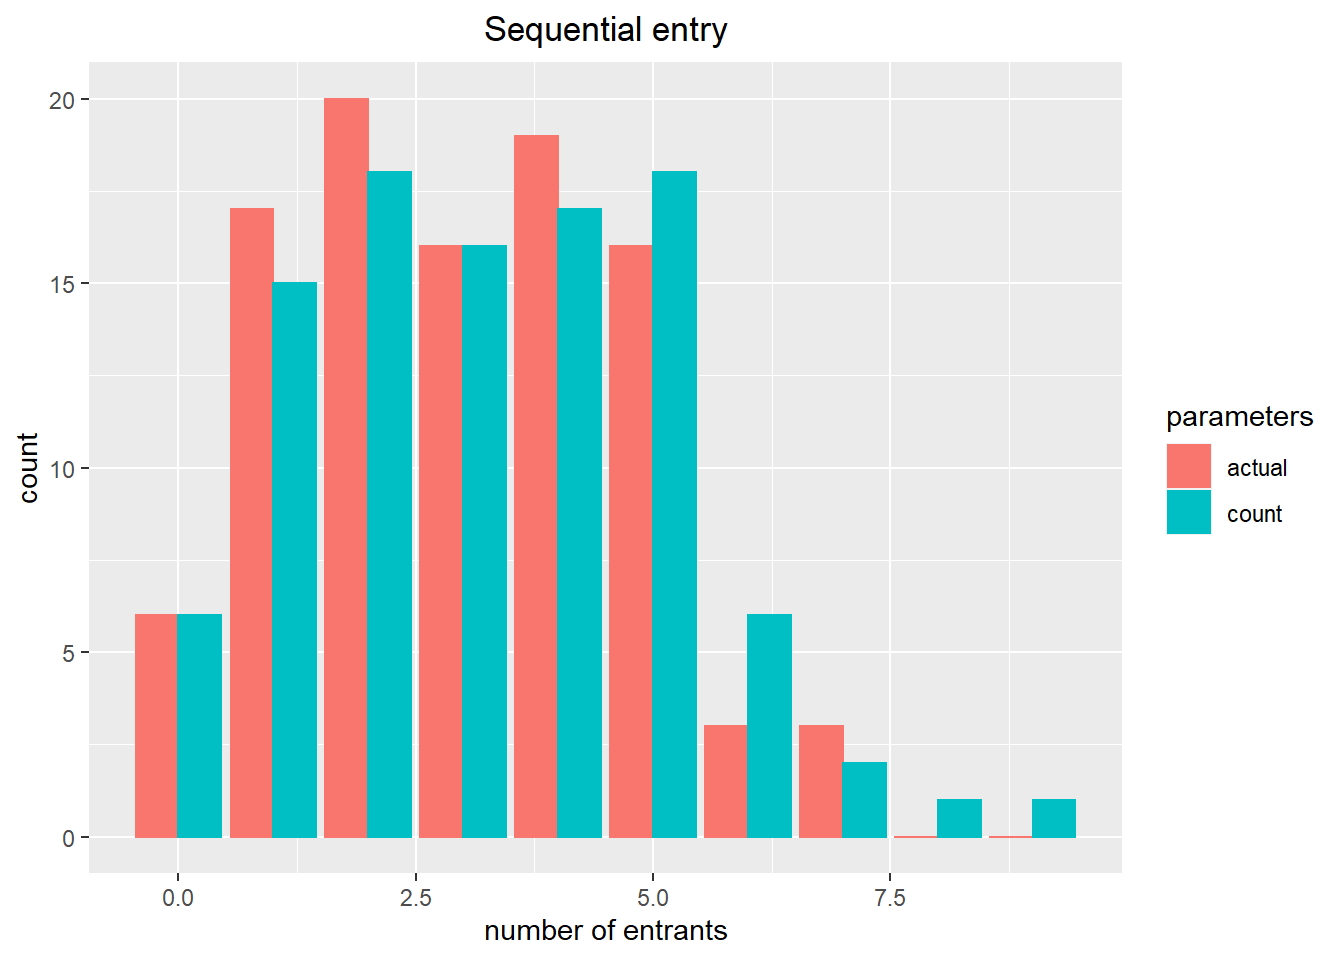 Sequential entry
count
20
15
10
5
0
0.0 2.5 5.0 7.5
number of entrants
parameters
actual
count